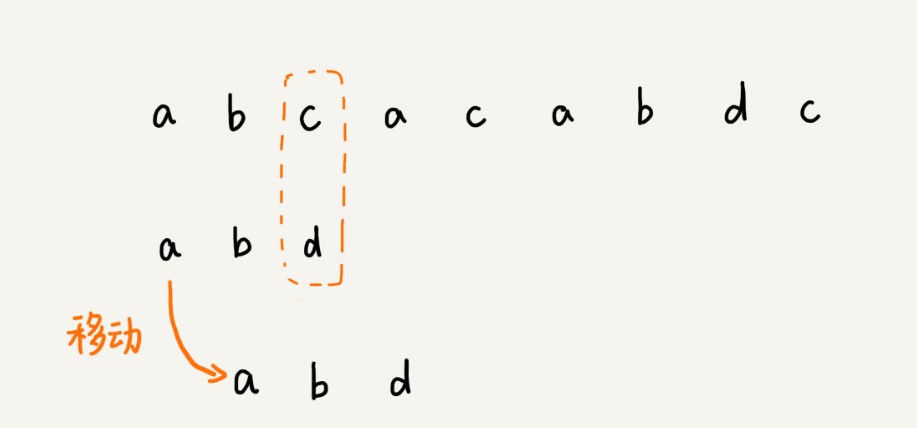 a b c a c a b d c
a b d
移动
a b d